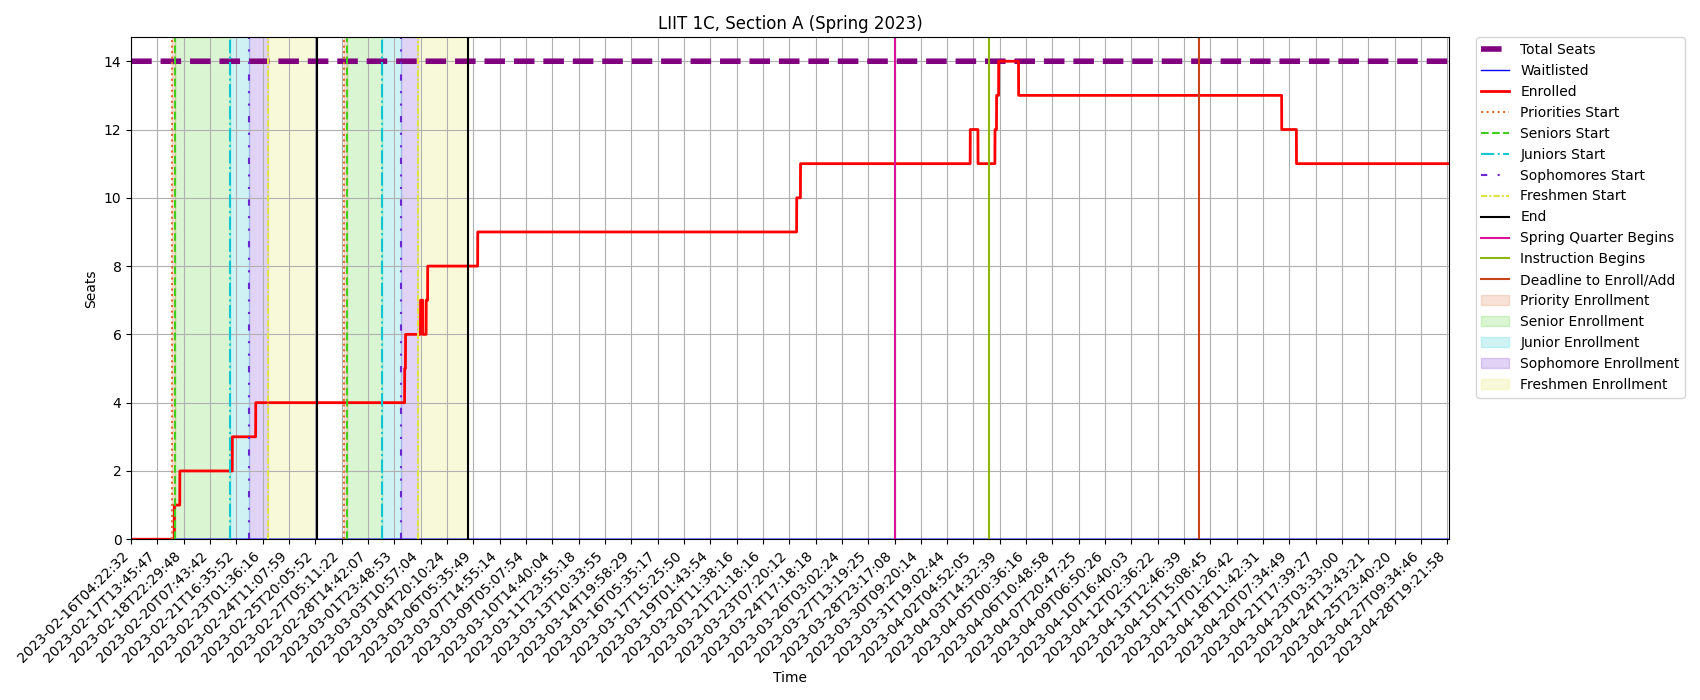 LIIT 1C, Section A (Spring 2023)
Seats
14
12
10
8
6
4
2
0
2023-02-16T04:22:32
2023-02-17T13:45:47
2023-02-18T22:29:48
2023-02-20T07:43:42
2023-02-21T16:35:52
2023-02-23T01:36:16
2023-02-24T11:07:59
2023-02-25T20:05:52
2023-02-27T05:11:22
2023-02-28T14:42:07
2023-03-01T23:48:53
2023-03-03T10:57:04
2023-03-04T20:10:24
2023-03-06T05:35:49
2023-03-07T14:55:14
2023-03-09T05:07:54
2023-03-10T14:40:04
2023-03-11T23:55:18
2023-03-13T10:33:55
2023-03-14T19:58:29
2023-03-16T05:35:17
2023-03-17T15:25:50
2023-03-19T01:43:54
2023-03-20T11:38:16
2023-03-21T21:18:16
2023-03-23T07:20:12
2023-03-24T17:18:18
2023-03-26T03:02:24
2023-03-27T13:19:25
2023-03-28T23:17:08
2023-03-30T09:20:14
2023-03-31T19:02:44
2023-04-02T04:52:05
2023-04-03T14:32:39
2023-04-05T00:36:16
2023-04-06T10:48:58
2023-04-07T20:47:25
2023-04-09T06:50:26
2023-04-10T16:40:03
2023-04-12T02:36:22
2023-04-13T12:46:39
2023-04-15T15:08:45
2023-04-17T01:26:42
2023-04-18T11:42:31
2023-04-20T07:34:49
2023-04-21T17:39:27
2023-04-23T03:33:00
2023-04-24T13:43:21
2023-04-25T23:40:20
2023-04-27T09:34:46
2023-04-28T19:21:58
Time
Total Seats
Waitlisted
Enrolled
Priorities Start
Seniors Start
Juniors Start
Sophomores Start
Freshmen Start
End
Spring Quarter Begins
Instruction Begins
Deadline to Enroll/Add
Priority Enrollment
Senior Enrollment
Junior Enrollment
Sophomore Enrollment
Freshmen Enrollment